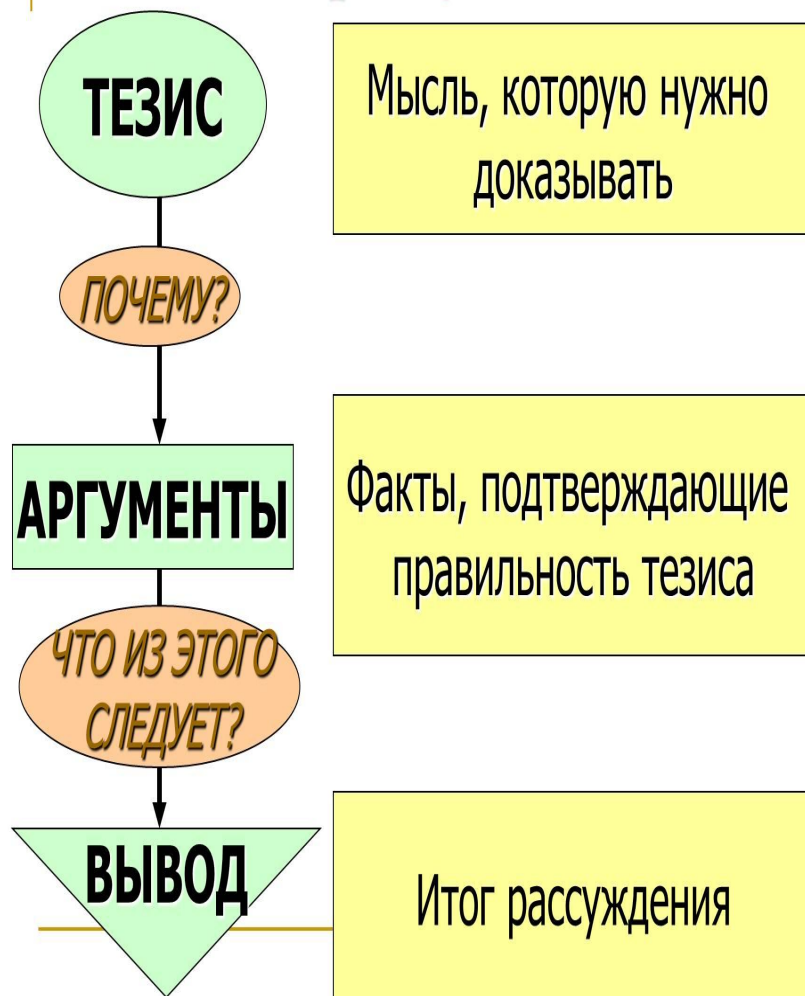 ТЕЗИС
Мысль, которую нужно
доказывать
ПОЧЕМУ?
АРГУМЕНТЫ
Факты, подтверждающие
правильность тезиса
ЧТО ИЗ ЭТОГО
СЛЕДУЕТ?
ВЫВОД
Итог рассуждения